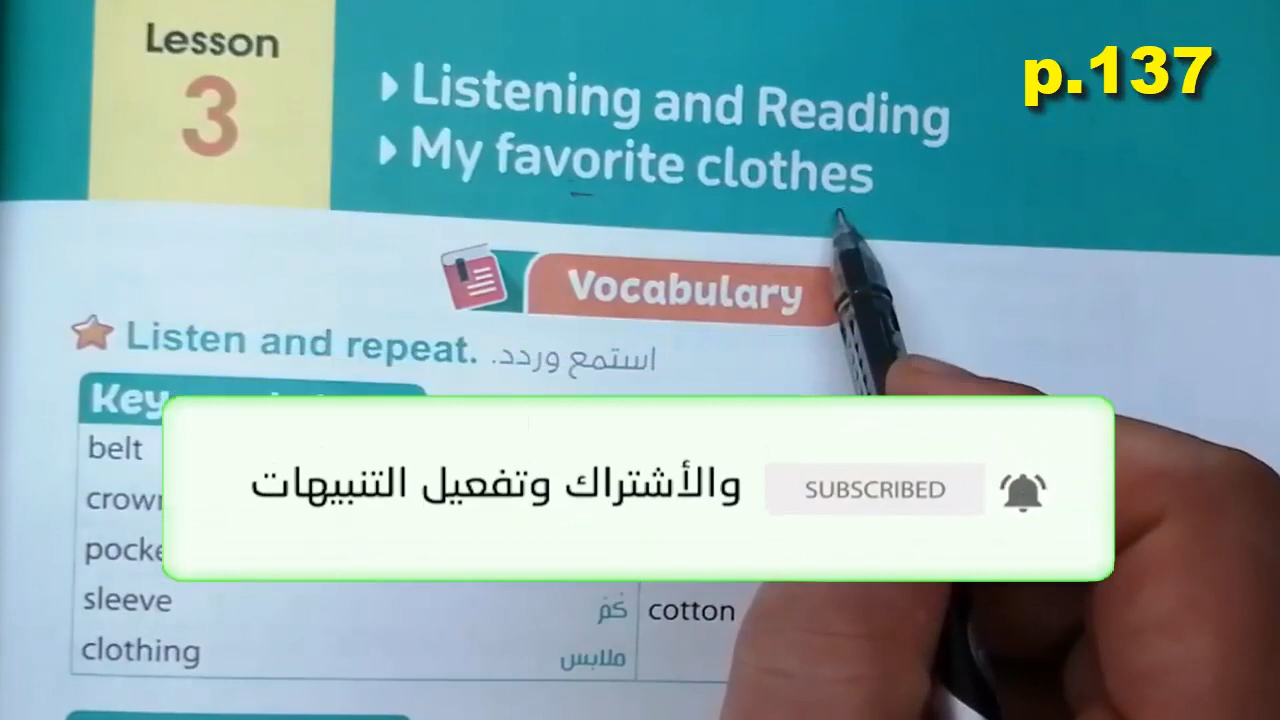 Lesson
3
Listening and Reading
My favorite clothes
p.137
Vocabulary
Listen and repeat. استمع وردد.
Key
belt
والأشتراك وتفعيل التنبيهات SUBSCRIBED
sleeve كُمّ cotton
clothing ملابس